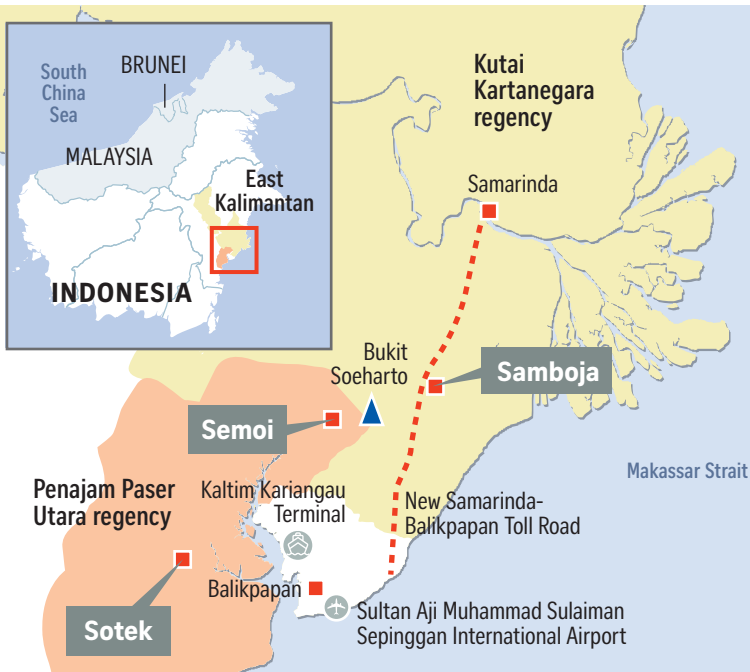 South
China
Sea
BRUNEI
MALAYSIA
East
Kalimantan
INDONESIA
Kutai
Kartanegara
regency
Samarinda
Bukit
Soeharto
Samboja
Semoi
Makassar Strait
Penajam Paser
Utara regency
Kaltim Kariangau
Terminal
New Samarinda-
Balikpapan Toll Road
Balikpapan
Sotek
Sultan Aji Muhammad Sulaiman
Sepinggan International Airport